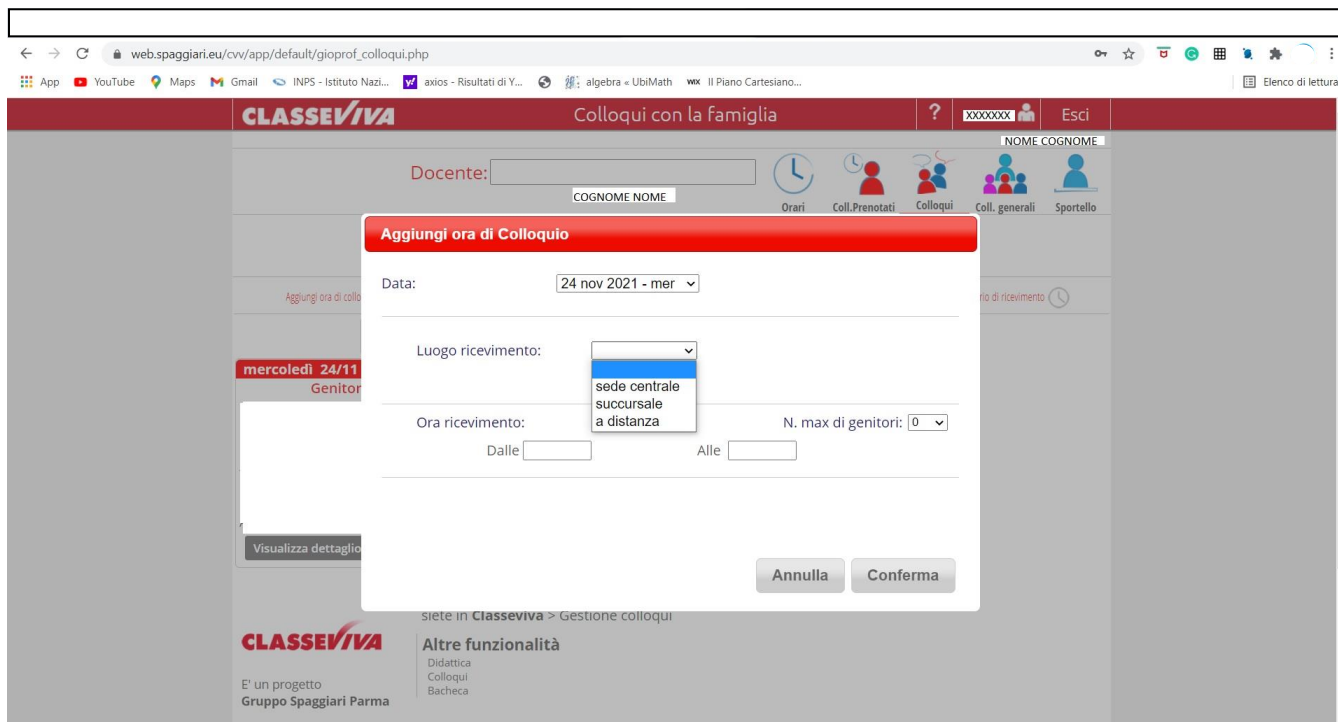 web.spaggiari.eu/cvv/app/default/gioprof_colloqui.php
App YouTube Maps Gmail INPS - Istituto Nazi... axios - Risultati di Y... algebra « UbiMath WIX Il Piano Cartesiano... Elenco di lettura
CLASSEVIVA Colloqui con la famiglia ? XXXXXXX Esci
NOME COGNOME
Docente:
COGNOME NOME
Orari Coll.Prenotati Colloqui Coll. generali Sportello
Aggiungi ora di Colloquio
Data: 24 nov 2021 - mer
Aggiungi ora di collo
rio di ricevimento
Luogo ricevimento:
sede centrale
succursale
a distanza
mercoledì 24/11
Genitor
Ora ricevimento: N. max di genitori: 0
Dalle Alle
Visualizza dettaglio
Annulla Conferma
siete in Classeviva > Gestione colloqui
CLASSEVIVA
Altre funzionalità
Didattica
Colloqui
Bacheca
E' un progetto
Gruppo Spaggiari Parma